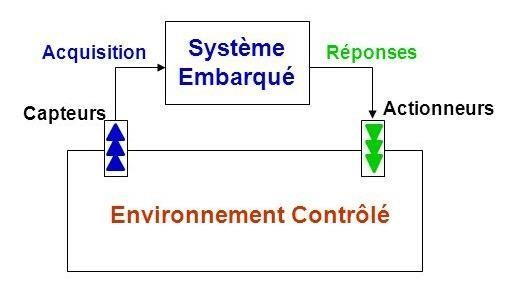 Système
Embarqué
Acquisition
Réponses
Capteurs
Actionneurs
Environnement Contrôlé